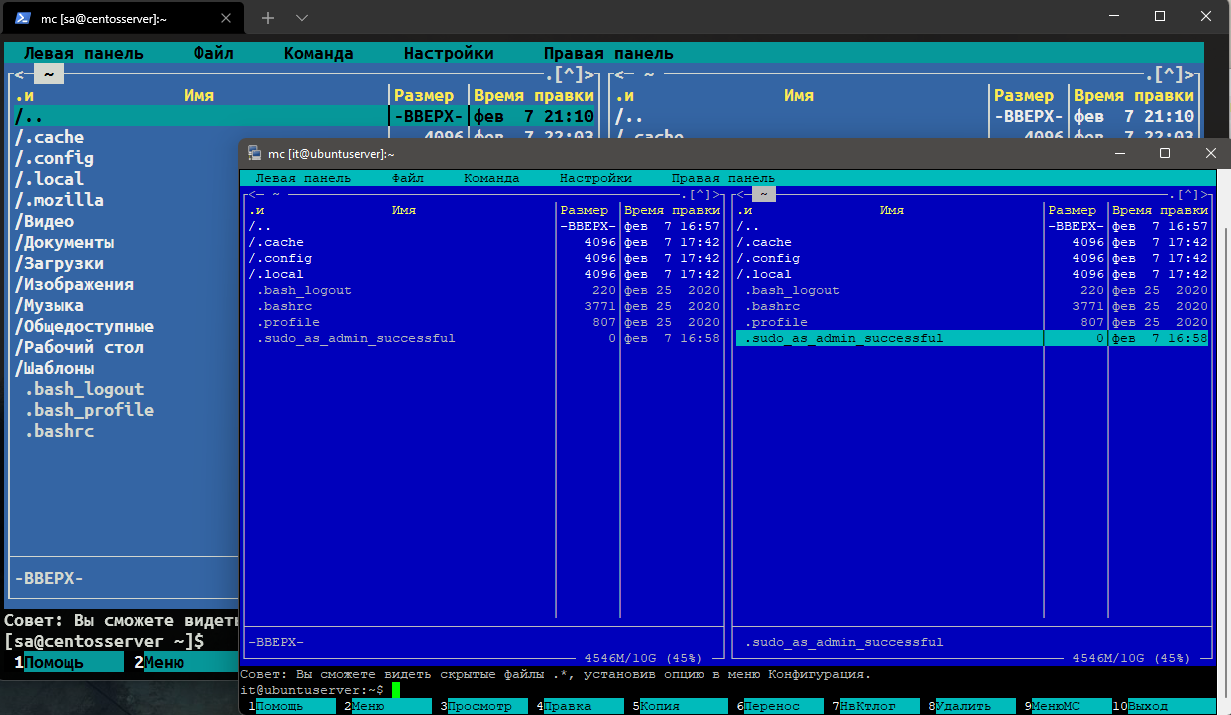 mc [sa@centosserver]:~
Левая панель Файл Команда Настройки Правая панель
<─ ~ .[^]> <─ ~ .[^]>
.и Имя Размер Время правки .и Имя Размер Время правки
/.. -ВВЕРХ- фев 7 21:10 /.. -ВВЕРХ- фев 7 21:10
/.cache 4096 фев 7 22:03 /.cache 4096 фев 7 22:03
/.config
/.local
/.mozilla
/Видео
/Документы
/Загрузки
/Изображения
/Музыка
/Общедоступные
/Рабочий стол
/Шаблоны
.bash_logout
.bash_profile
.bashrc
-ВВЕРХ-
Совет: Вы сможете видеть
[sa@centosserver ~]$
1Помощь 2Меню
mc [it@ubuntuserver]:~
Левая панель Файл Команда Настройки Правая панель
<─ ~ .[^]> <─ ~ .[^]>
.и Имя Размер Время правки .и Имя Размер Время правки
/.. -ВВЕРХ- фев 7 16:57 /.. -ВВЕРХ- фев 7 16:57
/.cache 4096 фев 7 17:42 /.cache 4096 фев 7 17:42
/.config 4096 фев 7 17:42 /.config 4096 фев 7 17:42
/.local 4096 фев 7 17:42 /.local 4096 фев 7 17:42
.bash_logout 220 фев 25 2020 .bash_logout 220 фев 25 2020
.bashrc 3771 фев 25 2020 .bashrc 3771 фев 25 2020
.profile 807 фев 25 2020 .profile 807 фев 25 2020
.sudo_as_admin_successful 0 фев 7 16:58 .sudo_as_admin_successful 0 фев 7 16:58
-ВВЕРХ- .sudo_as_admin_successful
4546M/10G (45%) 4546M/10G (45%)
Совет: Вы сможете видеть скрытые файлы .*, установив опцию в меню Конфигурация.
it@ubuntuserver:~$
1Помощь 2Меню 3Просмотр 4Правка 5Копия 6Перенос 7НвКтлог 8Удалить 9МенюMC 10Выход